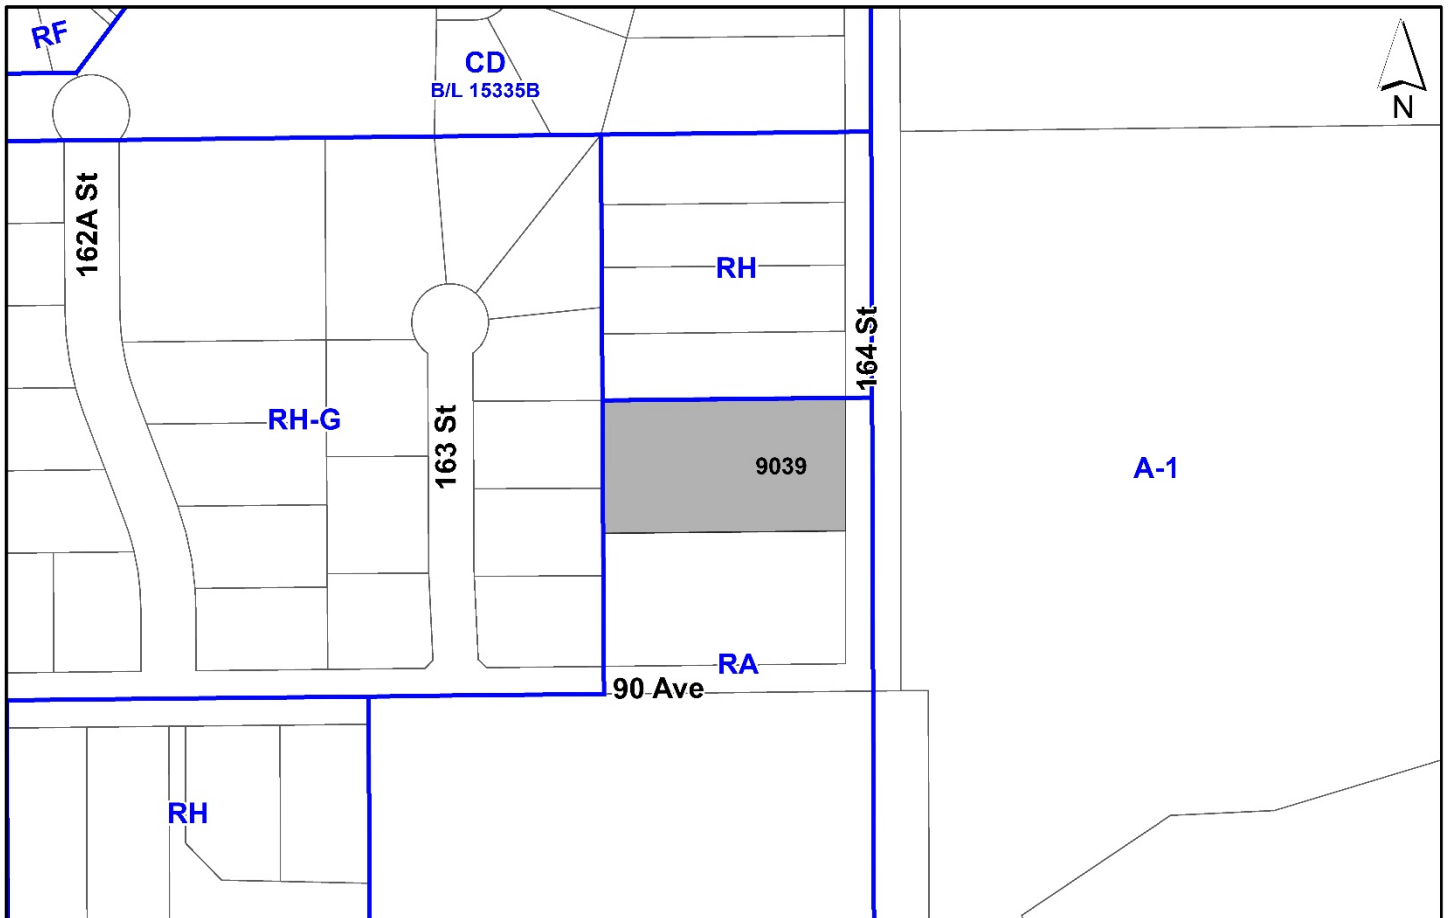 RF
CD
B/L 15335B
N
162A St
RH
164 St
RH-G
163 St
9039
A-1
RA
90 Ave
RH